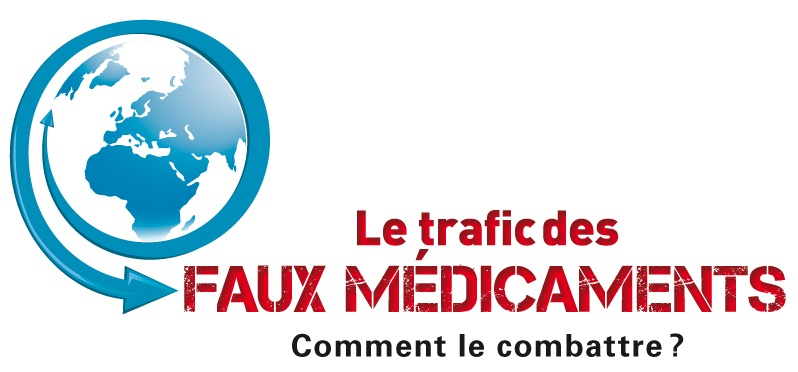 Le trafic des
FAUX MÉDICAMENTS
Comment le combattre ?